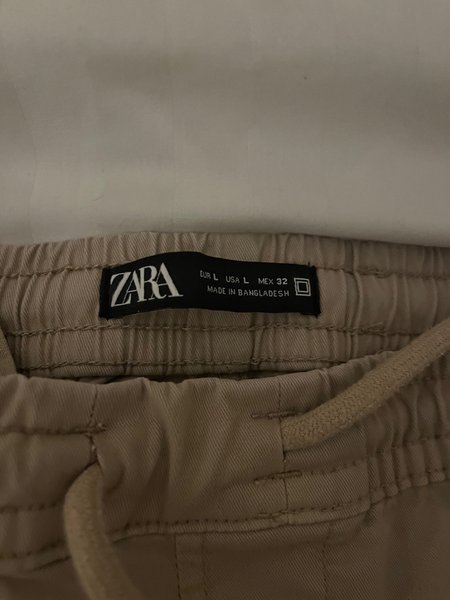 ZARA
EUR L USA L MEX 32
MADE IN BANGLADESH